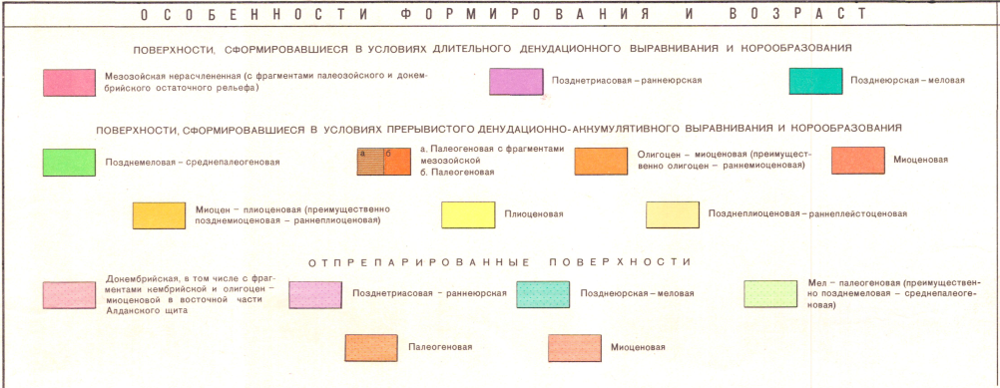 ОСОБЕННОСТИ ФОРМИРОВАНИЯ И ВОЗРАСТ
ПОВЕРХНОСТИ, СФОРМИРОВАВШИЕСЯ В УСЛОВИЯХ ДЛИТЕЛЬНОГО ДЕНУДАЦИОННОГО ВЫРАВНИВАНИЯ И КОРООБРАЗОВАНИЯ
Мезозойская нерасчлененная (с фрагментами палеозойского и докем-
брийского остаточного рельефа)
Позднетриасовая – раннеюрская
Позднеюрская – меловая
ПОВЕРХНОСТИ, СФОРМИРОВАВШИЕСЯ В УСЛОВИЯХ ПРЕРЫВИСТОГО ДЕНУДАЦИОННО-АККУМУЛЯТИВНОГО ВЫРАВНИВАНИЯ И КОРООБРАЗОВАНИЯ
Позднемеловая – среднепалеогеновая
а б
а. Палеогеновая с фрагментами
мезозойской
б. Палеогеновая
Олигоцен – миоценовая (преимущест-
венно олигоцен – раннемиоценовая)
Миоценовая
Миоцен – плиоценовая (преимущественно
позднемиоценовая – раннеплиоценовая)
Плиоценовая
Позднеплиоценовая – раннеплейстоценовая
ОТПРЕПАРИРОВАННЫЕ ПОВЕРХНОСТИ
Докембрийская, в том числе с фраг-
ментами кембрийской и олигоцен –
миоценовой в восточной части
Алданского щита
Позднетриасовая – раннеюрская
Позднеюрская – меловая
Мел – палеогеновая (преимуществен-
но позднемеловая – среднепалеоге-
новая)
Палеогеновая
Миоценовая